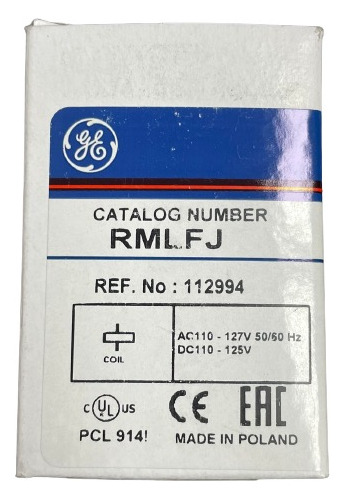 GE
CATALOG NUMBER
RMLFJ
REF. No : 112994
COIL
AC110 - 127V 50/60 Hz
DC110 - 125V
C UL US
CE
EAC
PCL 914!
MADE IN POLAND